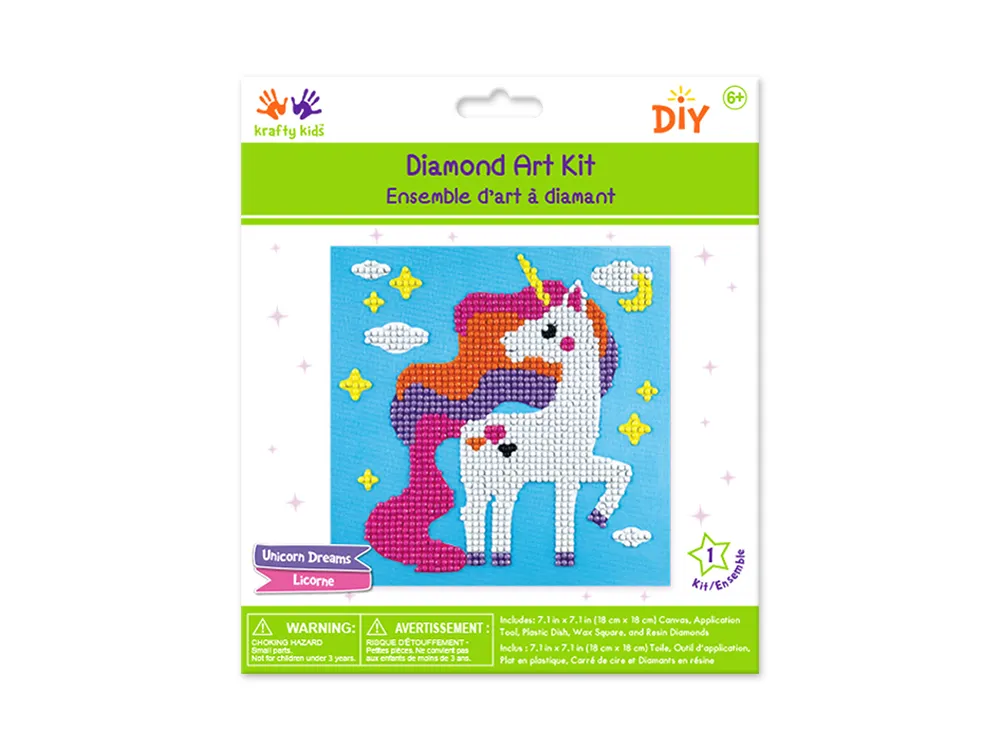 krafty kids
DIY
6+
Diamond Art Kit
Ensemble d'art à diamant
Unicorn Dreams
Licorne
1
Kit/Ensemble
WARNING:
CHOKING HAZARD
Small parts.
Not for children under 3 years.
AVERTISSEMENT :
RISQUE D'ÉTOUFFEMENT -
Petites pièces. Ne convient pas
aux enfants de moins de 3 ans.
Includes: 7.1 in x 7.1 in (18 cm x 18 cm) Canvas, Application
Tool, Plastic Dish, Wax Square, and Resin Diamonds
Inclus : 7.1 in x 7.1 in (18 cm x 18 cm) Toile, Outil d'application,
Plat en plastique, Carré de cire et Diamants en résine